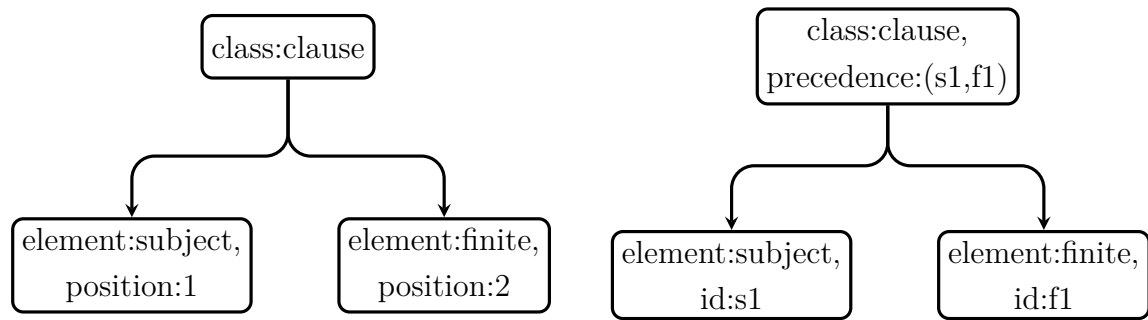 class:clause
element:subject,
position:1
element:finite,
position:2
class:clause,
precedence:(s1,f1)
element:subject,
id:s1
element:finite,
id:f1